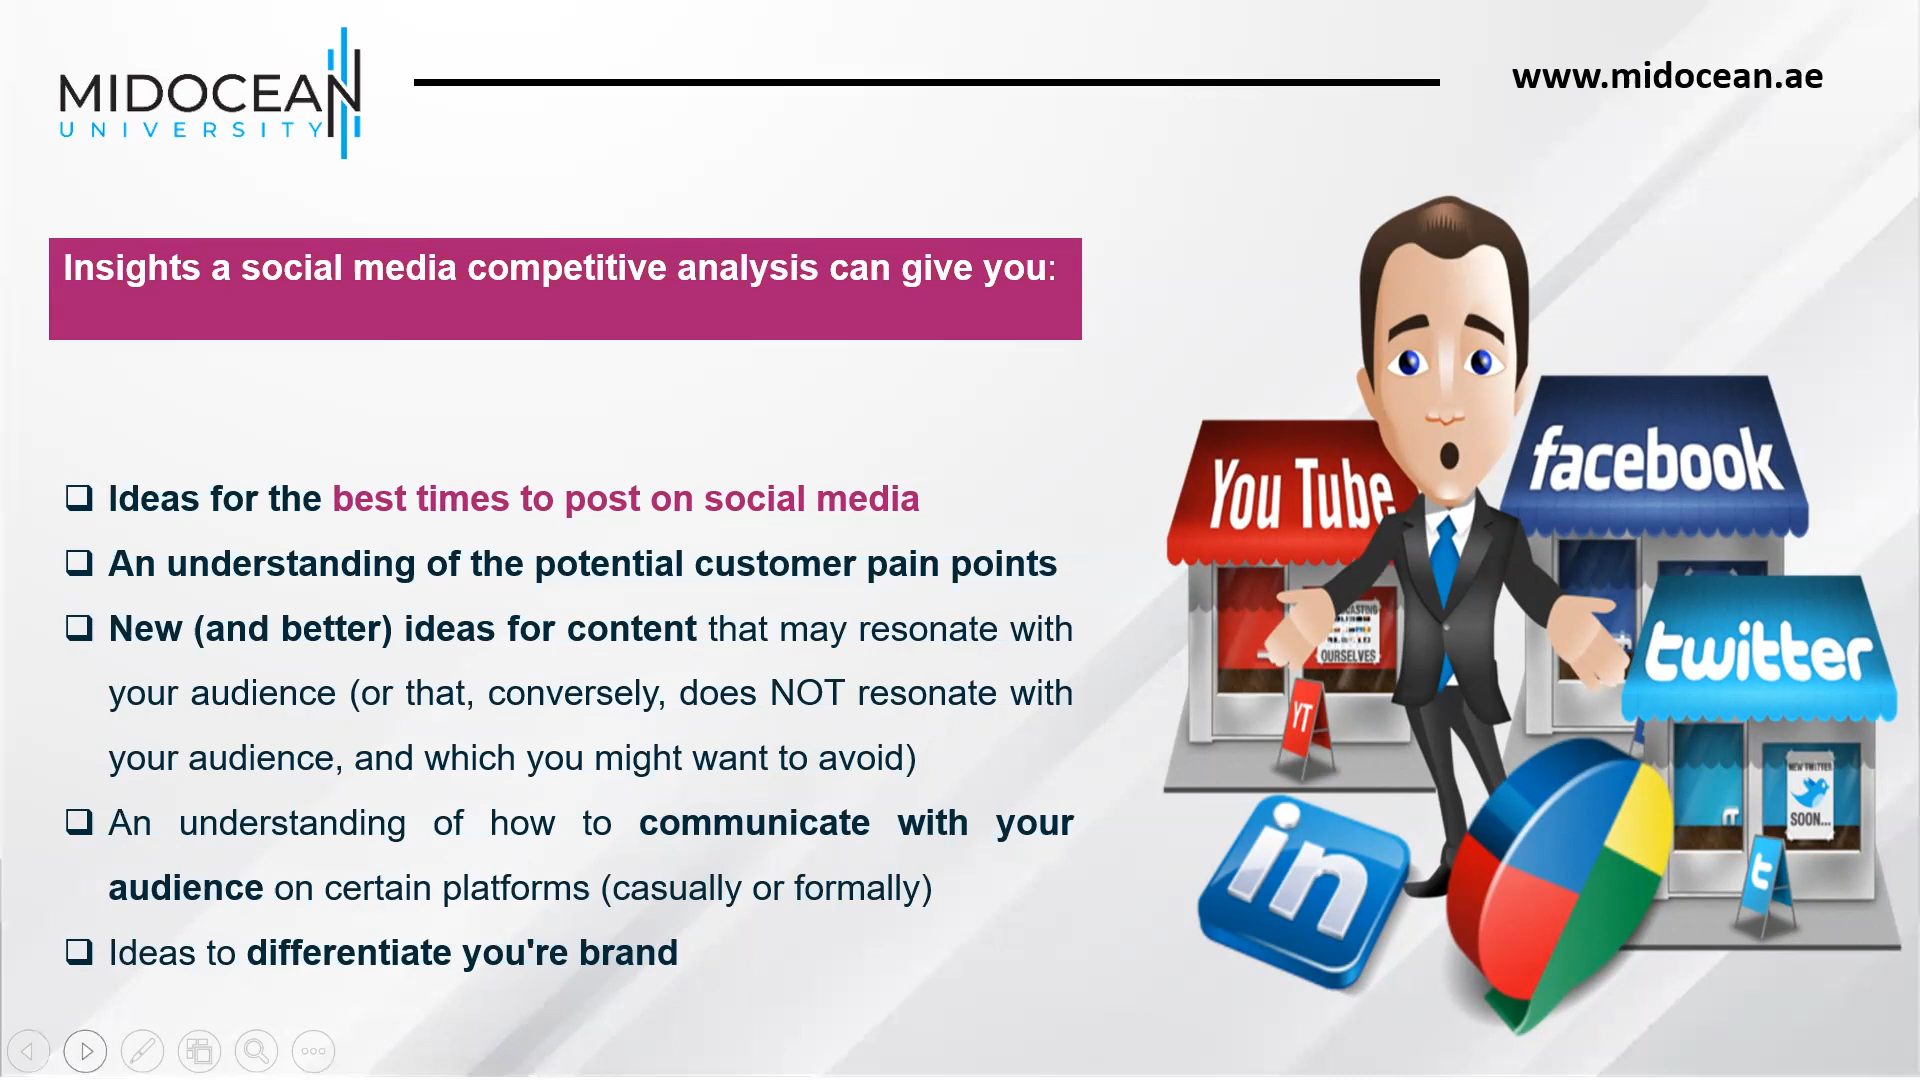 MIDOCEAN
UNIVERSITY
www.midocean.ae
Insights a social media competitive analysis can give you:
❑ Ideas for the best times to post on social media
❑ An understanding of the potential customer pain points
❑ New (and better) ideas for content that may resonate with
your audience (or that, conversely, does NOT resonate with
your audience, and which you might want to avoid)
❑ An understanding of how to communicate with your
audience on certain platforms (casually or formally)
❑ Ideas to differentiate you're brand
You Tube
facebook
twitter
OURSELVES
YT
in
NEW TWITTER
SOON...
t